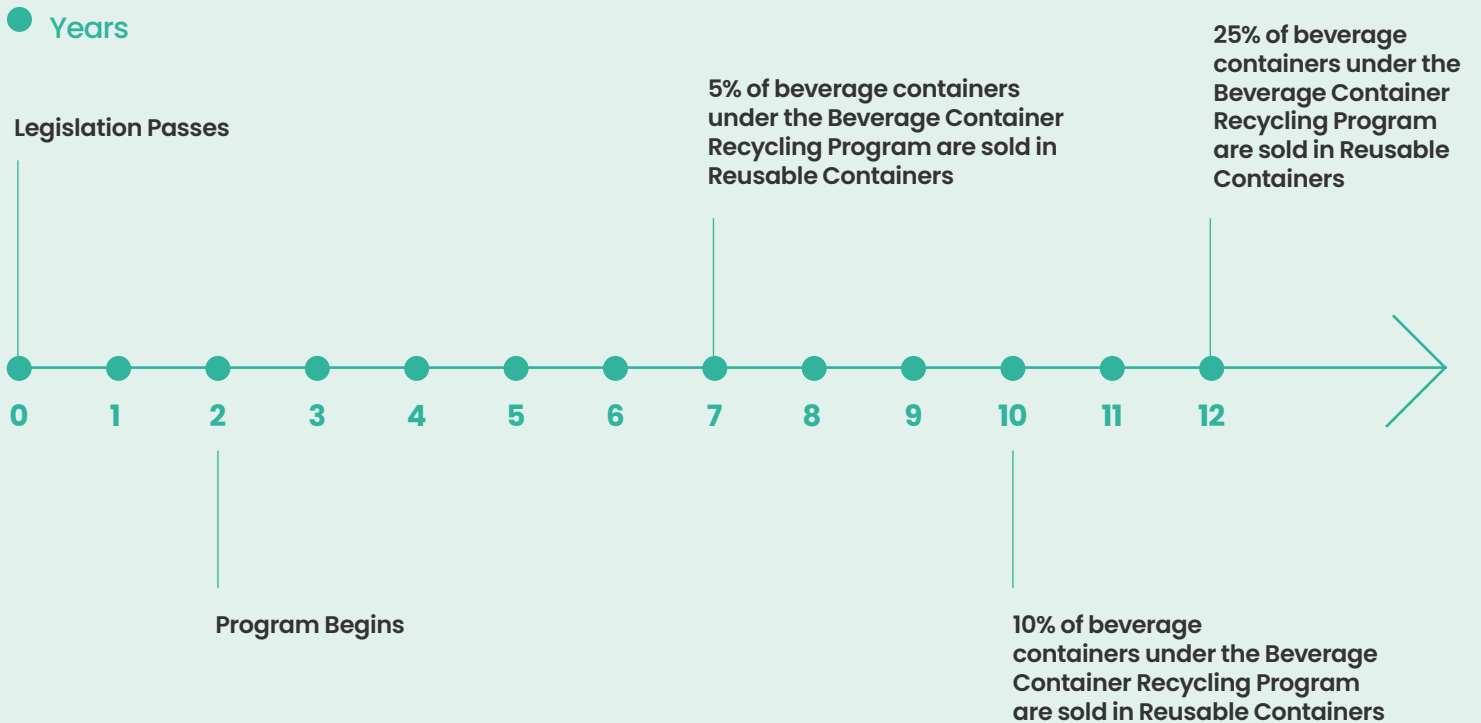 Years
Legislation Passes
5% of beverage containers
under the Beverage Container
Recycling Program are sold in
Reusable Containers
25% of beverage
containers under the
Beverage Container
Recycling Program
are sold in Reusable
Containers
0 1 2 3 4 5 6 7 8 9 10 11 12
Program Begins
10% of beverage
containers under the Beverage
Container Recycling Program
are sold in Reusable Containers